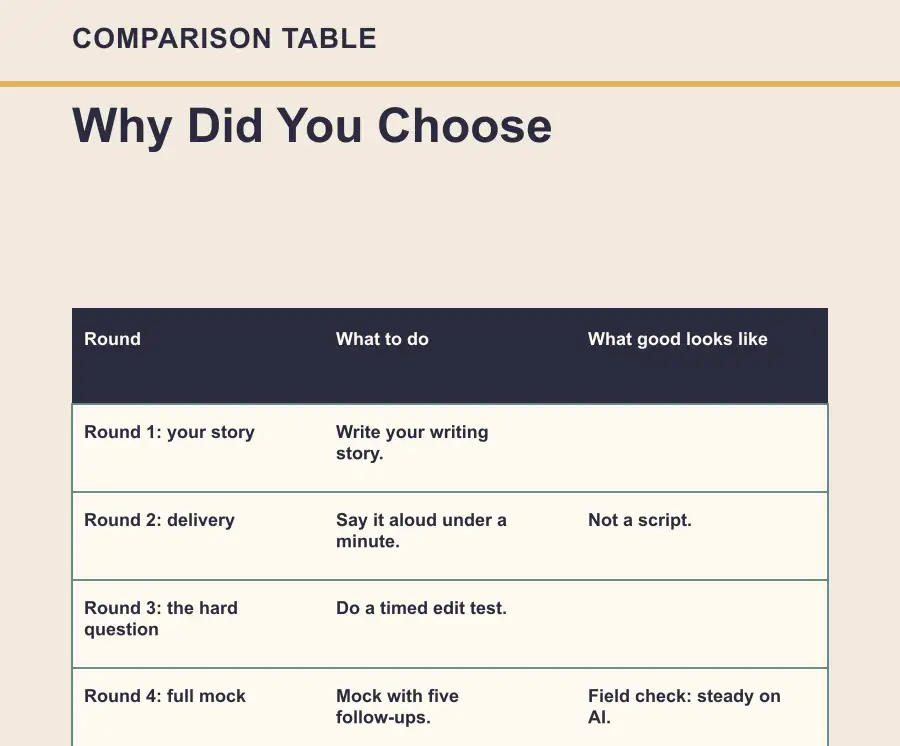 COMPARISON TABLE
Why Did You Choose
Round What to do What good looks like
Round 1: your story Write your writing
story.
Round 2: delivery Say it aloud under a Not a script.
minute.
Round 3: the hard Do a timed edit test.
question
Round 4: full mock Mock with five Field check: steady on
follow-ups. AI.